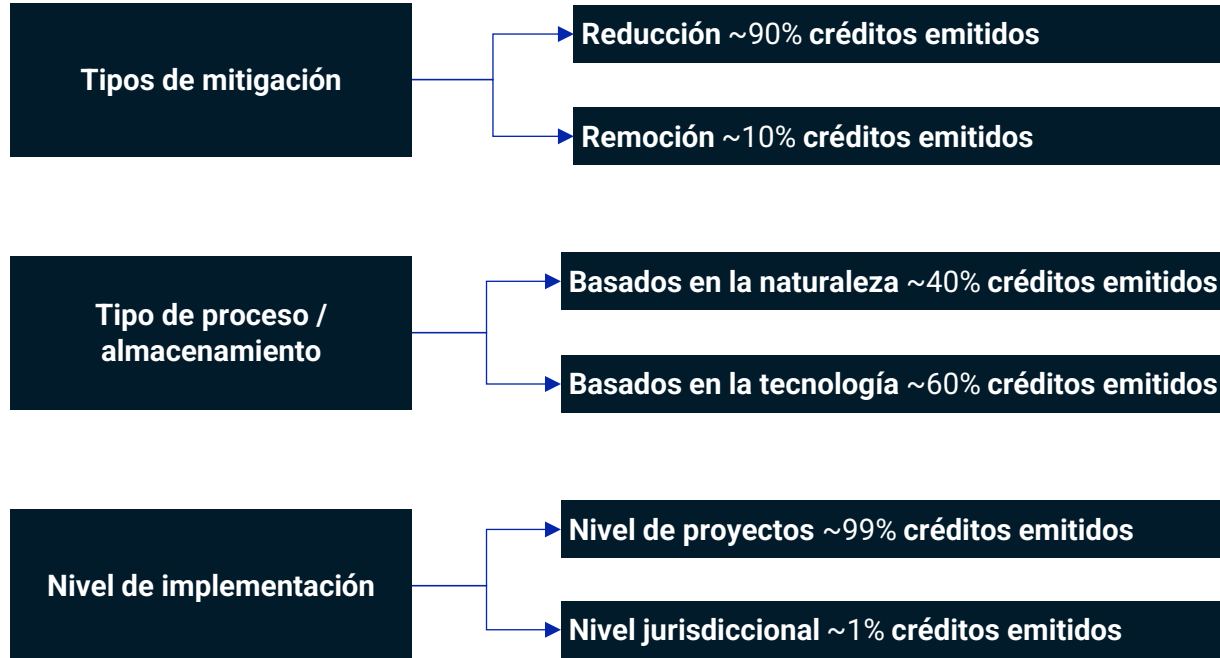 Tipos de mitigación
Reducción ~90% créditos emitidos
Remoción ~10% créditos emitidos
Tipo de proceso /
almacenamiento
Basados en la naturaleza ~40% créditos emitidos
Basados en la tecnología ~60% créditos emitidos
Nivel de implementación
Nivel de proyectos ~99% créditos emitidos
Nivel jurisdiccional ~1% créditos emitidos